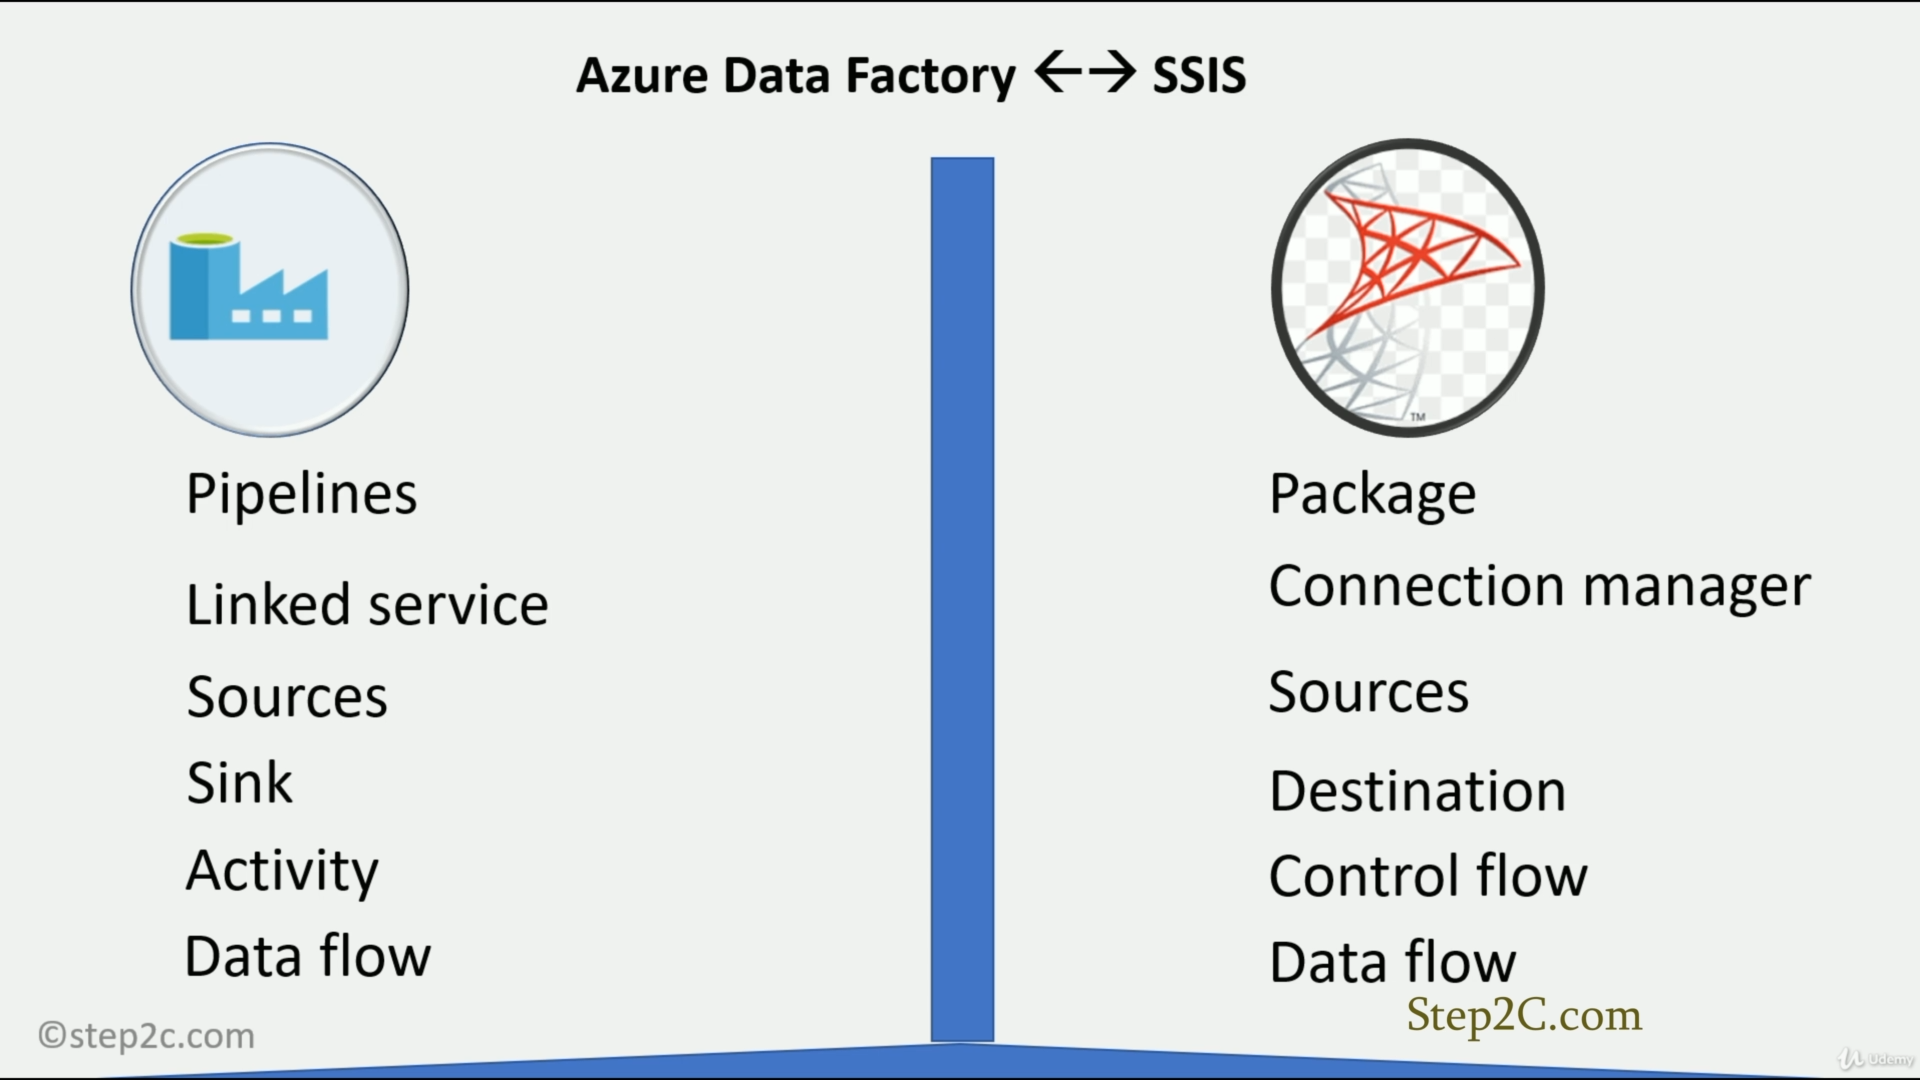 Azure Data Factory ←→ SSIS
TM
Pipelines
Linked service
Sources
Sink
Activity
Data flow
Package
Connection manager
Sources
Destination
Control flow
Data flow
©step2c.com
Step2C.com
Udemy